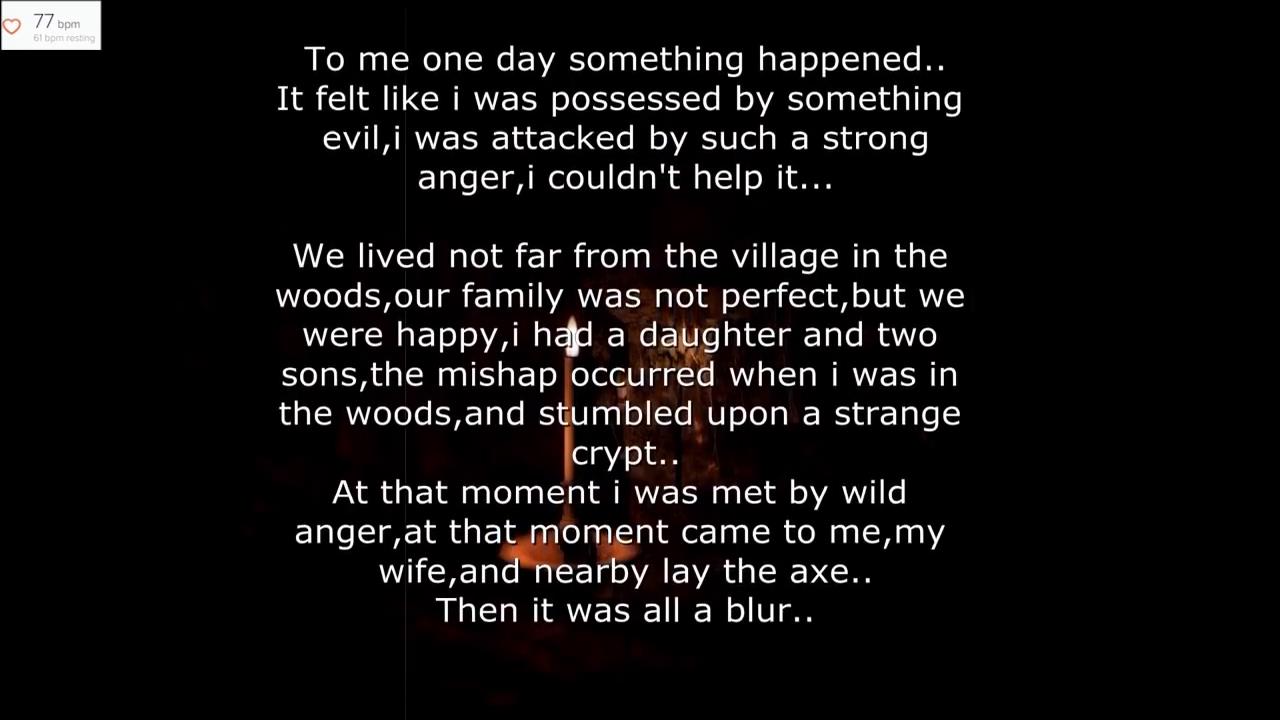 77 bpm
61 bpm resting
To me one day something happened..
It felt like i was possessed by something
evil,i was attacked by such a strong
anger,i couldn't help it...
We lived not far from the village in the
woods,our family was not perfect,but we
were happy,i had a daughter and two
sons,the mishap occurred when i was in
the woods,and stumbled upon a strange
crypt..
At that moment i was met by wild
anger,at that moment came to me,my
wife,and nearby lay the axe..
Then it was all a blur..